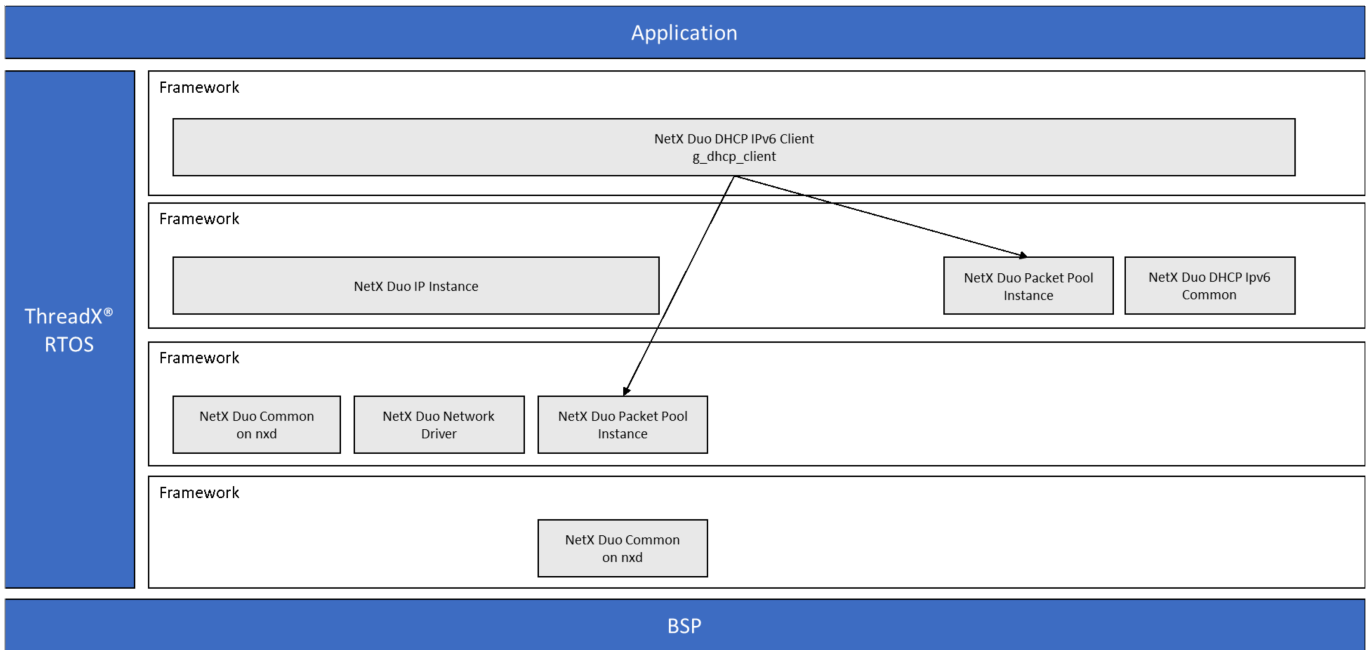 Application
ThreadX®
RTOS
Framework
NetX Duo DHCP IPv6 Client
g_dhcp_client
Framework
NetX Duo IP Instance
NetX Duo Packet Pool
Instance
NetX Duo DHCP Ipv6
Common
Framework
NetX Duo Common
on nxd
NetX Duo Network
Driver
NetX Duo Packet Pool
Instance
Framework
NetX Duo Common
on nxd
BSP